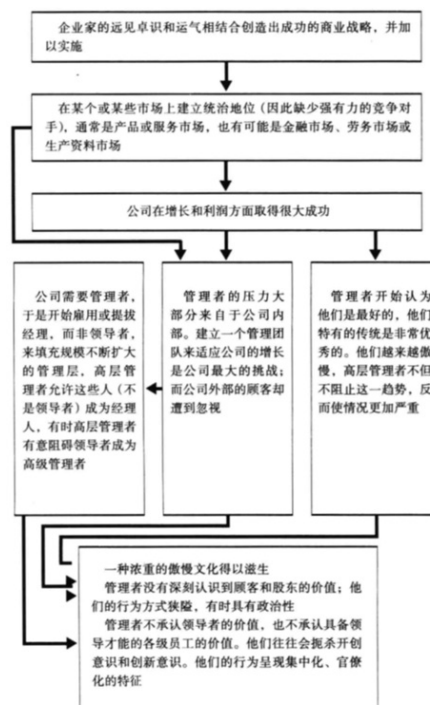 企业家的远见卓识和运气相结合创造出成功的商业战略，并加
以实施
在某个或某些市场上建立统治地位（因此缺少强有力的竞争对
手），通常是产品或服务市场，也有可能是金融市场、劳务市场或
生产资料市场
公司在增长和利润方面取得很大成功
公司需要管理者，
于是开始雇用或提拔
经理，而非领导者，
来填充规模不断扩大
的管理层，高层管
理者允许这些人（不
是领导者）成为经理
人，有时高层管理者
有意阻碍领导者成为
高级管理者
管理者的压力大
部分来自于公司内
部。建立一个管理团
队来适应公司的增长
是公司最大的挑战；
而公司外部的顾客却
遭到忽视
管理者开始认为
他们是最好的，他们
特有的传统是非常优
秀的。他们越来越傲
慢，高层管理者不但
不阻止这一趋势，反
而使情况更加严重
一种浓重的傲慢文化得以滋生
管理者没有深刻认识到顾客和股东的价值；他
们的行为方式狭隘，有时具有政治性
管理者不承认领导者的价值，也不承认具备领
导才能的各级员工的价值。他们往往会扼杀开创
意识和创新意识。他们的行为呈现集中化、官僚
化的特征